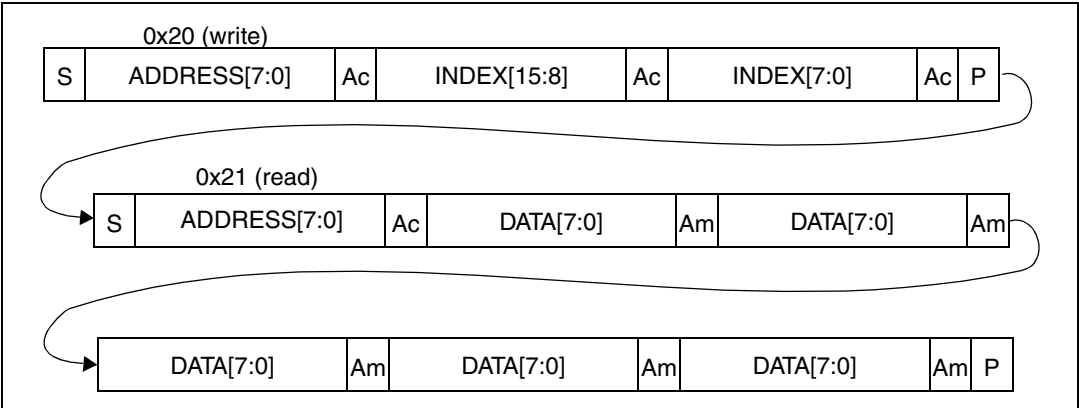 0x20 (write)
S ADDRESS[7:0] Ac INDEX[15:8] Ac INDEX[7:0] Ac P
0x21 (read)
S ADDRESS[7:0] Ac DATA[7:0] Am DATA[7:0] Am
DATA[7:0] Am DATA[7:0] Am DATA[7:0] Am P